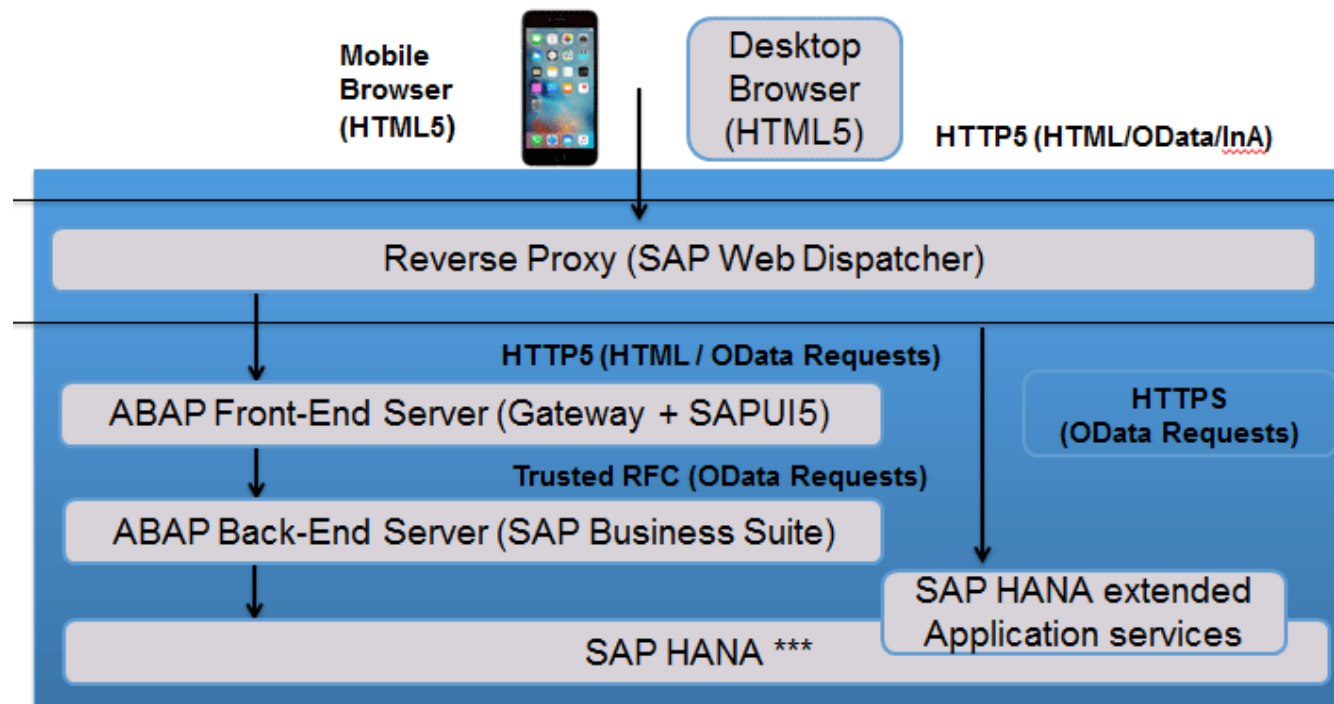 Mobile
Browser
(HTML5)
Desktop
Browser
(HTML5)
HTTP5 (HTML/OData/InA)
Reverse Proxy (SAP Web Dispatcher)
HTTP5 (HTML / OData Requests)
ABAP Front-End Server (Gateway + SAPUI5)
HTTPS
(OData Requests)
Trusted RFC (OData Requests)
ABAP Back-End Server (SAP Business Suite)
SAP HANA extended
Application services
SAP HANA ***